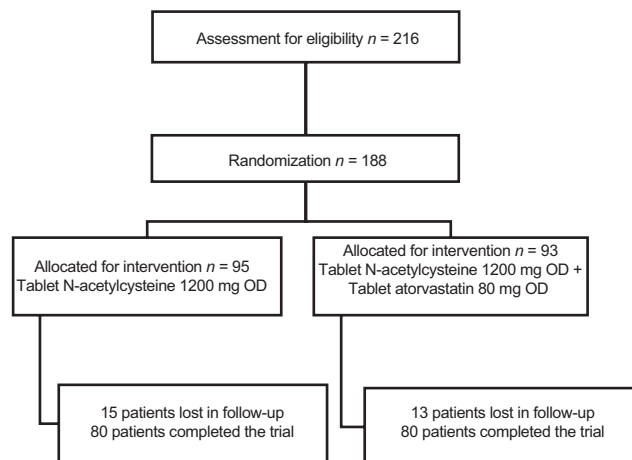 Assessment for eligibility n = 216
Randomization n = 188
Allocated for intervention n = 95
Tablet N-acetylcysteine 1200 mg OD
Allocated for intervention n = 93
Tablet N-acetylcysteine 1200 mg OD +
Tablet atorvastatin 80 mg OD
15 patients lost in follow-up
80 patients completed the trial
13 patients lost in follow-up
80 patients completed the trial